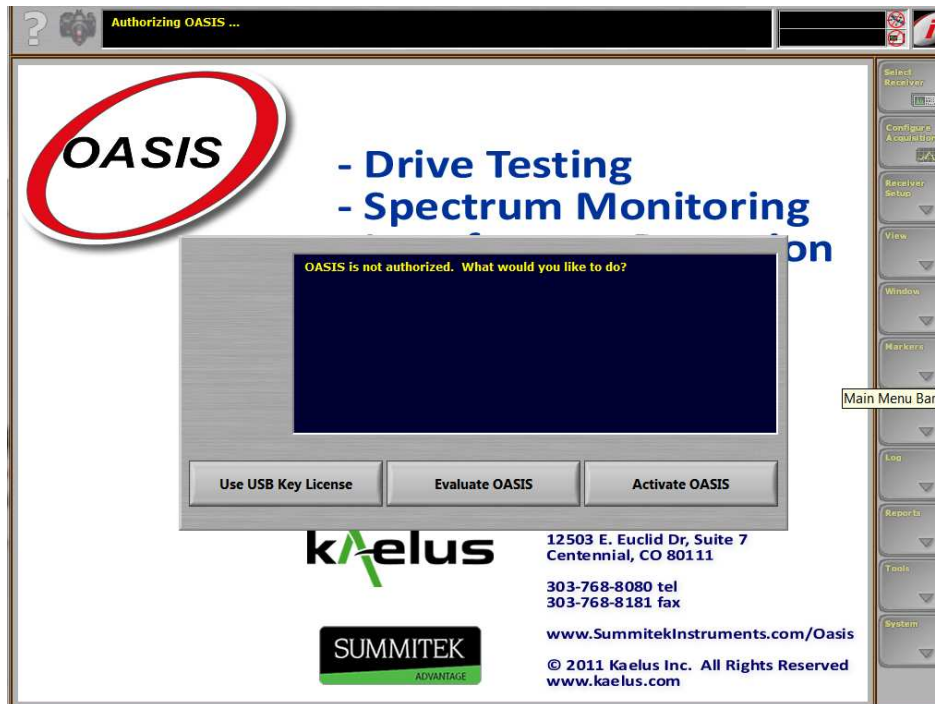 Authorizing OASIS ...
Select
Receiver
Configure
Acquisition
Receiver
Setup
View
Window
Markers
Main Menu Bar
Log
Reports
Tools
System
OASIS
- Drive Testing
- Spectrum Monitoring
on
OASIS is not authorized.  What would you like to do?
Use USB Key License
Evaluate OASIS
Activate OASIS
kaelus
12503 E. Euclid Dr, Suite 7
Centennial, CO 80111
303-768-8080 tel
303-768-8181 fax
SUMMITEK
ADVANTAGE
www.SummitekInstruments.com/Oasis
© 2011 Kaelus Inc.  All Rights Reserved
www.kaelus.com